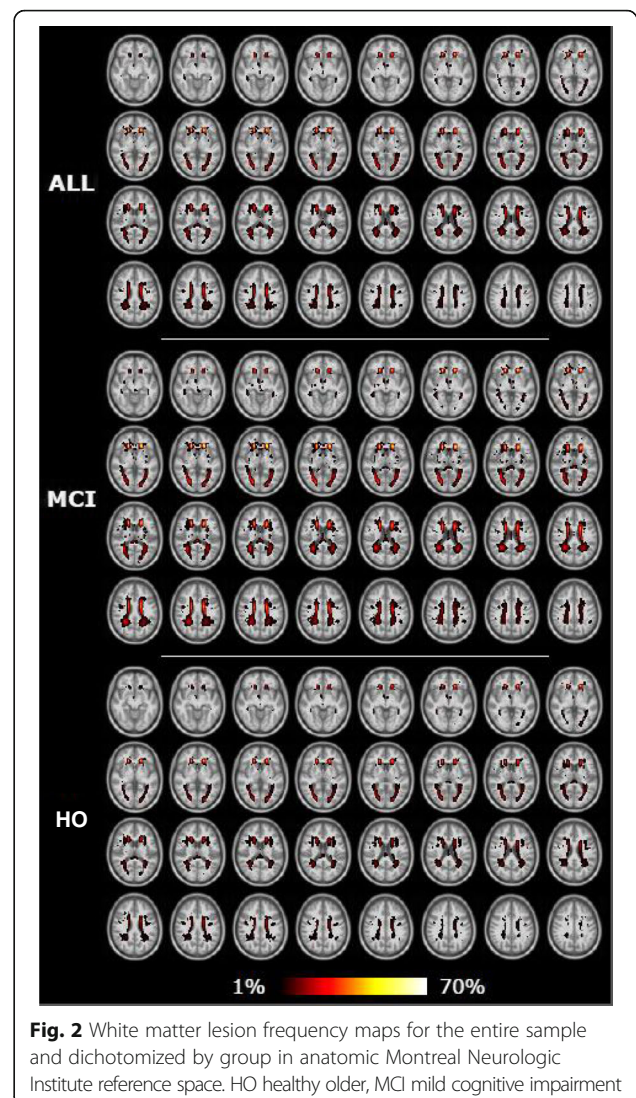 ALL
MCI
HO
1% 70%
Fig. 2 White matter lesion frequency maps for the entire sample
and dichotomized by group in anatomic Montreal Neurologic
Institute reference space. HO healthy older, MCI mild cognitive impairment